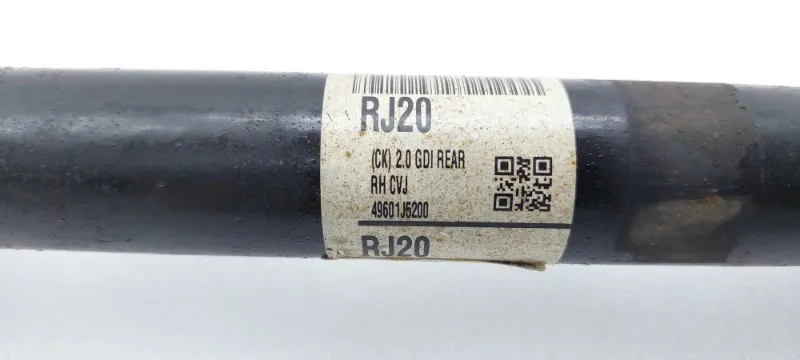 RJ20
(CK) 2.0 GDI REAR
RH CVJ
49601J5200
RJ20